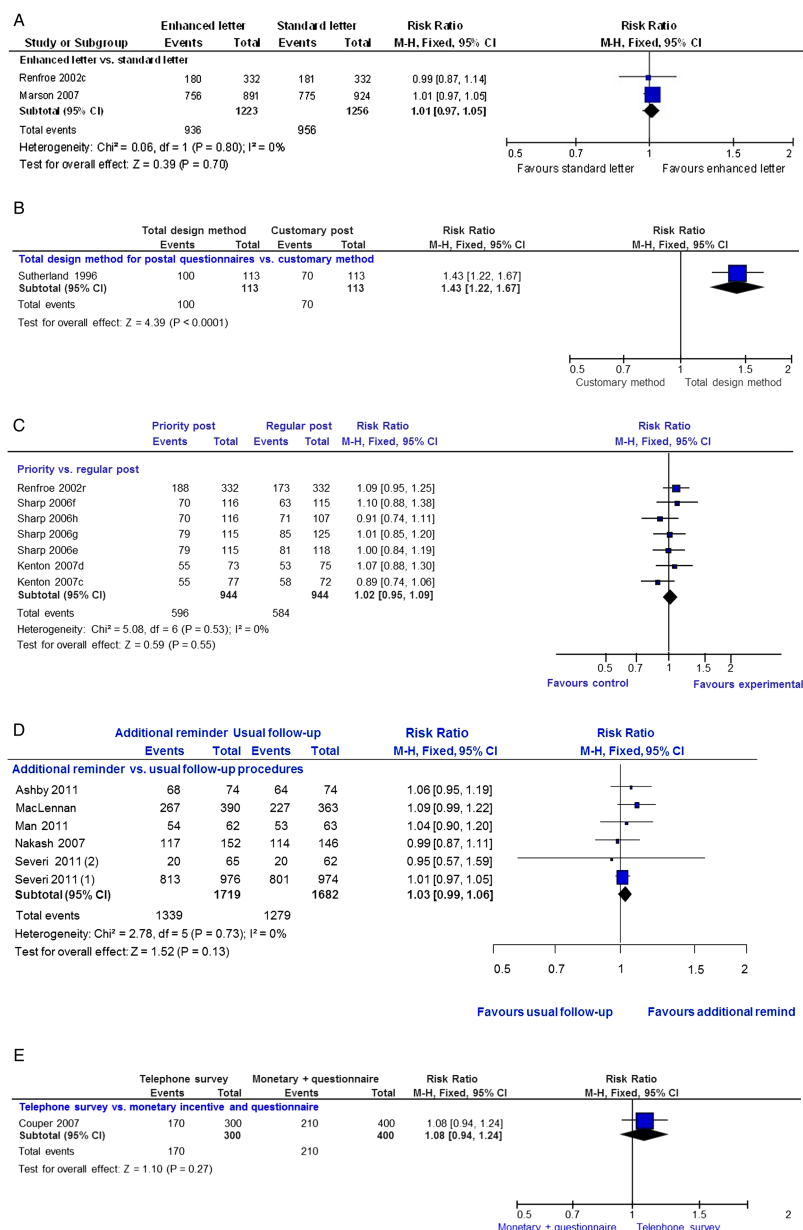 A
Enhanced letter Standard letter Risk Ratio Risk Ratio
Study or Subgroup Events Total Events Total M-H, Fixed, 95% CI M-H, Fixed, 95% CI
Enhanced letter vs. standard letter
Renfroe 2002c 180 332 181 332 0.99 [0.87, 1.14]
Marson 2007 756 891 775 924 1.01 [0.97, 1.05]
Subtotal (95% CI) 1223 1256 1.01 [0.97, 1.05]
Total events 936 956
Heterogeneity: Chi² = 0.06, df = 1 (P = 0.80); I² = 0%
Test for overall effect: Z = 0.39 (P = 0.70)
0.5 0.7 1 1.5 2
Favours standard letter Favours enhanced letter
B
Total design method Customary post Risk Ratio Risk Ratio
Events Total Events Total M-H, Fixed, 95% CI M-H, Fixed, 95% CI
Total design method for postal questionnaires vs. customary method
Sutherland 1996 100 113 70 113 1.43 [1.22, 1.67]
Subtotal (95% CI) 113 113 1.43 [1.22, 1.67]
Total events 100 70
Test for overall effect: Z = 4.39 (P < 0.0001)
0.5 0.7 1 1.5 2
Customary method Total design method
C
Priority post Regular post Risk Ratio Risk Ratio
Events Total Events Total M-H, Fixed, 95% CI M-H, Fixed, 95% CI
Priority vs. regular post
Renfroe 2002r 188 332 173 332 1.09 [0.95, 1.25]
Sharp 2006f 70 116 63 115 1.10 [0.88, 1.38]
Sharp 2006h 70 116 71 107 0.91 [0.74, 1.11]
Sharp 2006g 79 115 85 125 1.01 [0.85, 1.20]
Sharp 2006e 79 115 81 118 1.00 [0.84, 1.19]
Kenton 2007d 55 73 53 75 1.07 [0.88, 1.30]
Kenton 2007c 55 77 58 72 0.89 [0.74, 1.06]
Subtotal (95% CI) 944 944 1.02 [0.95, 1.09]
Total events 596 584
Heterogeneity: Chi² = 5.08, df = 6 (P = 0.53); I² = 0%
Test for overall effect: Z = 0.59 (P = 0.55)
0.5 0.7 1 1.5 2
Favours control Favours experimental
D
Additional reminder Usual follow-up Risk Ratio Risk Ratio
Events Total Events Total M-H, Fixed, 95% CI M-H, Fixed, 95% CI
Additional reminder vs. usual follow-up procedures
Ashby 2011 68 74 64 74 1.06 [0.95, 1.19]
MacLennan 267 390 227 363 1.09 [0.99, 1.22]
Man 2011 54 62 53 63 1.04 [0.90, 1.20]
Nakash 2007 117 152 114 146 0.99 [0.87, 1.11]
Severi 2011 (2) 20 65 20 62 0.95 [0.57, 1.59]
Severi 2011 (1) 813 976 801 974 1.01 [0.97, 1.05]
Subtotal (95% CI) 1719 1682 1.03 [0.99, 1.06]
Total events 1339 1279
Heterogeneity: Chi² = 2.78, df = 5 (P = 0.73); I² = 0%
Test for overall effect: Z = 1.52 (P = 0.13)
0.5 0.7 1 1.5 2
Favours usual follow-up Favours additional remind
E
Telephone survey Monetary + questionnaire Risk Ratio Risk Ratio
Events Total Events Total M-H, Fixed, 95% CI M-H, Fixed, 95% CI
Telephone survey vs. monetary incentive and questionnaire
Couper 2007 170 300 210 400 1.08 [0.94, 1.24]
Subtotal (95% CI) 300 400 1.08 [0.94, 1.24]
Total events 170 210
Test for overall effect: Z = 1.10 (P = 0.27)
0.5 0.7 1 1.5 2
Monetary + questionnaire Telephone survey